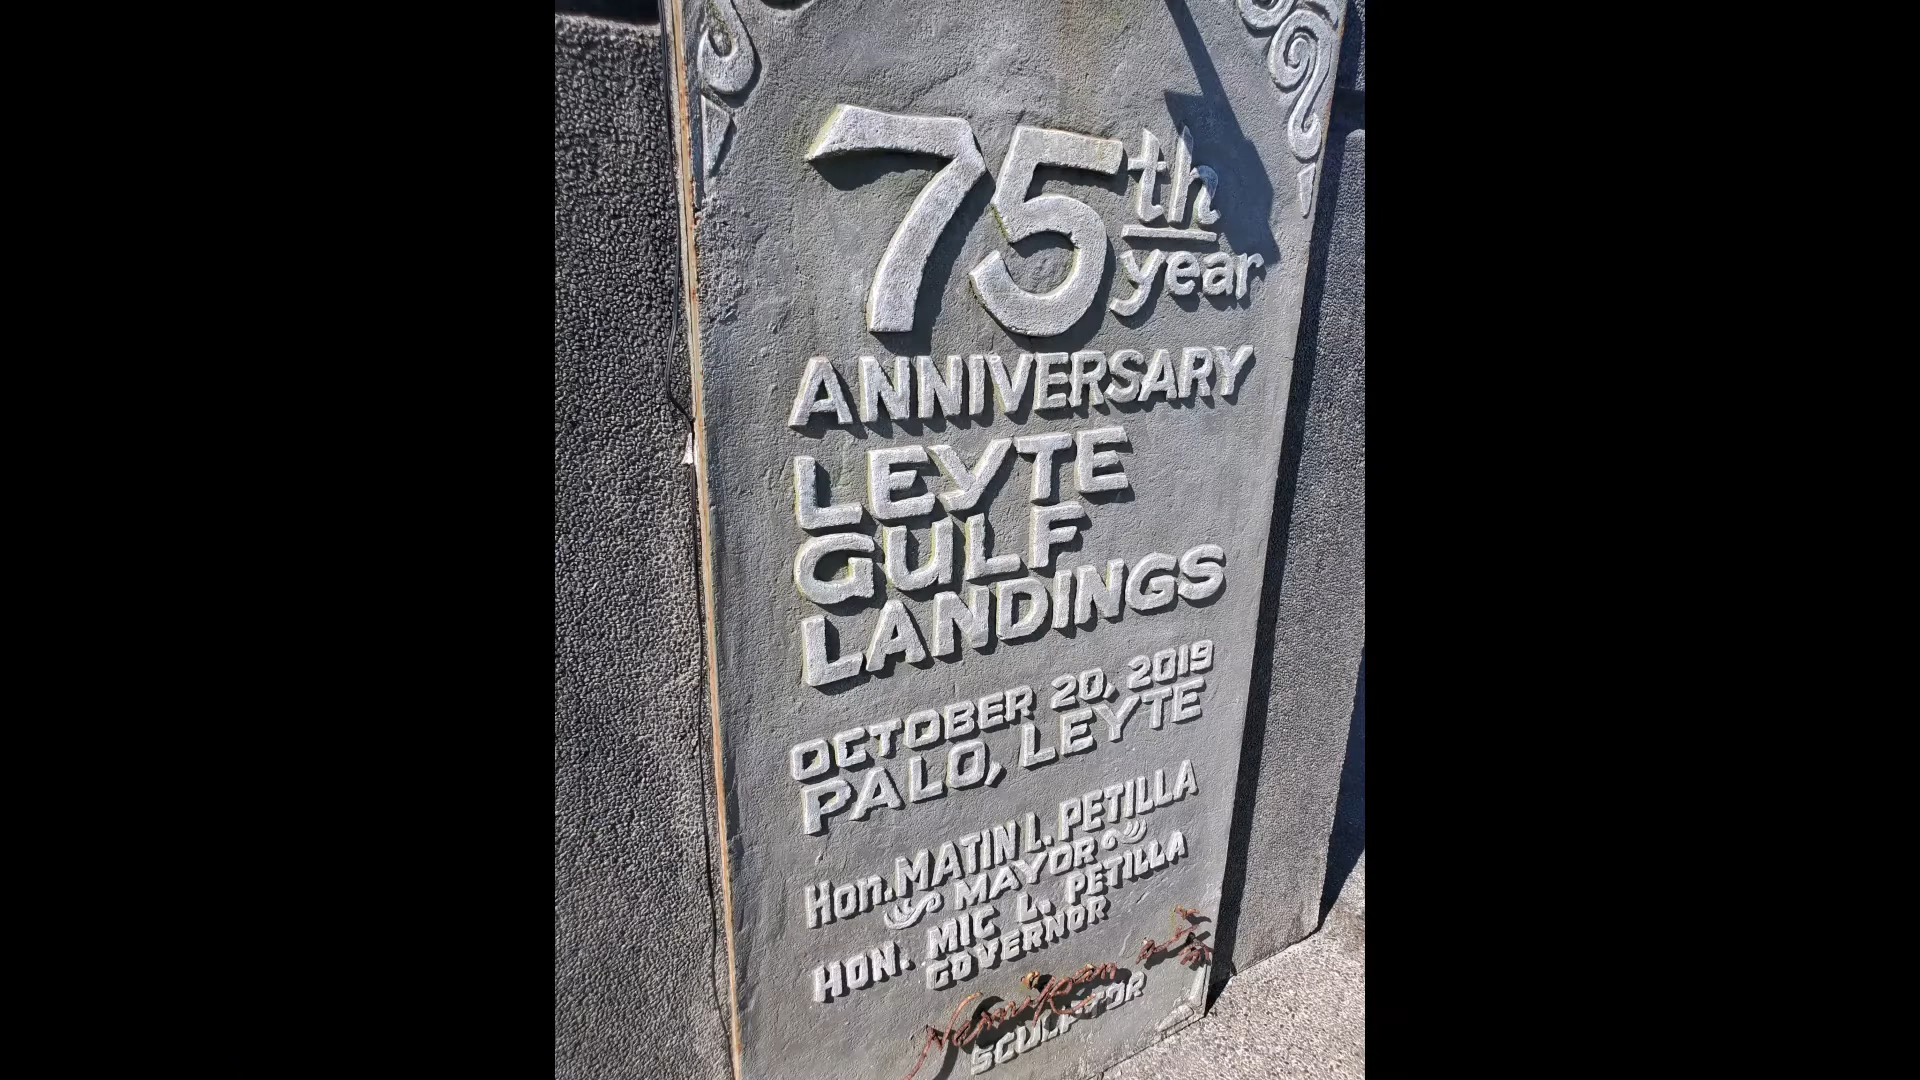 75th
year
ANNIVERSARY
LEYTE
GULF
LANDINGS
OCTOBER 20, 2019
PALO, LEYTE
Hon. MATIN L. PETILLA
MAYOR
HON. MIC L. PETILLA
GOVERNOR
SCULPTOR